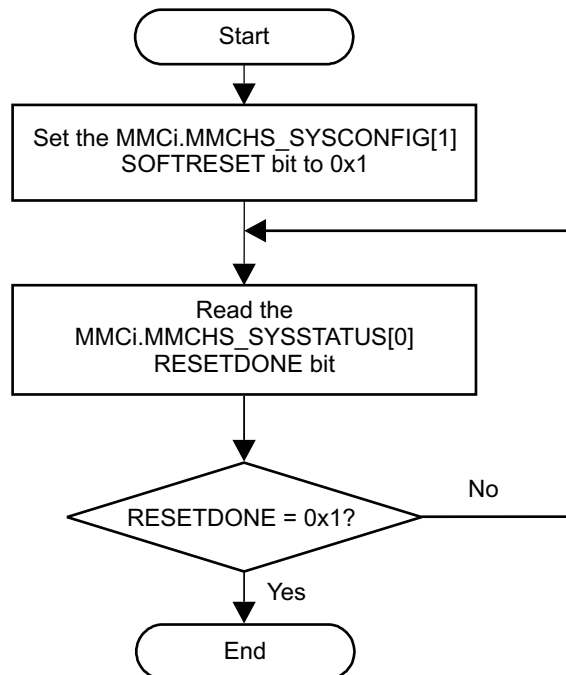 Start
Set the MMCi.MMCHS_SYSCONFIG[1]
SOFTRESET bit to 0x1
Read the
MMCi.MMCHS_SYSSTATUS[0]
RESETDONE bit
RESETDONE = 0x1?
No
Yes
End